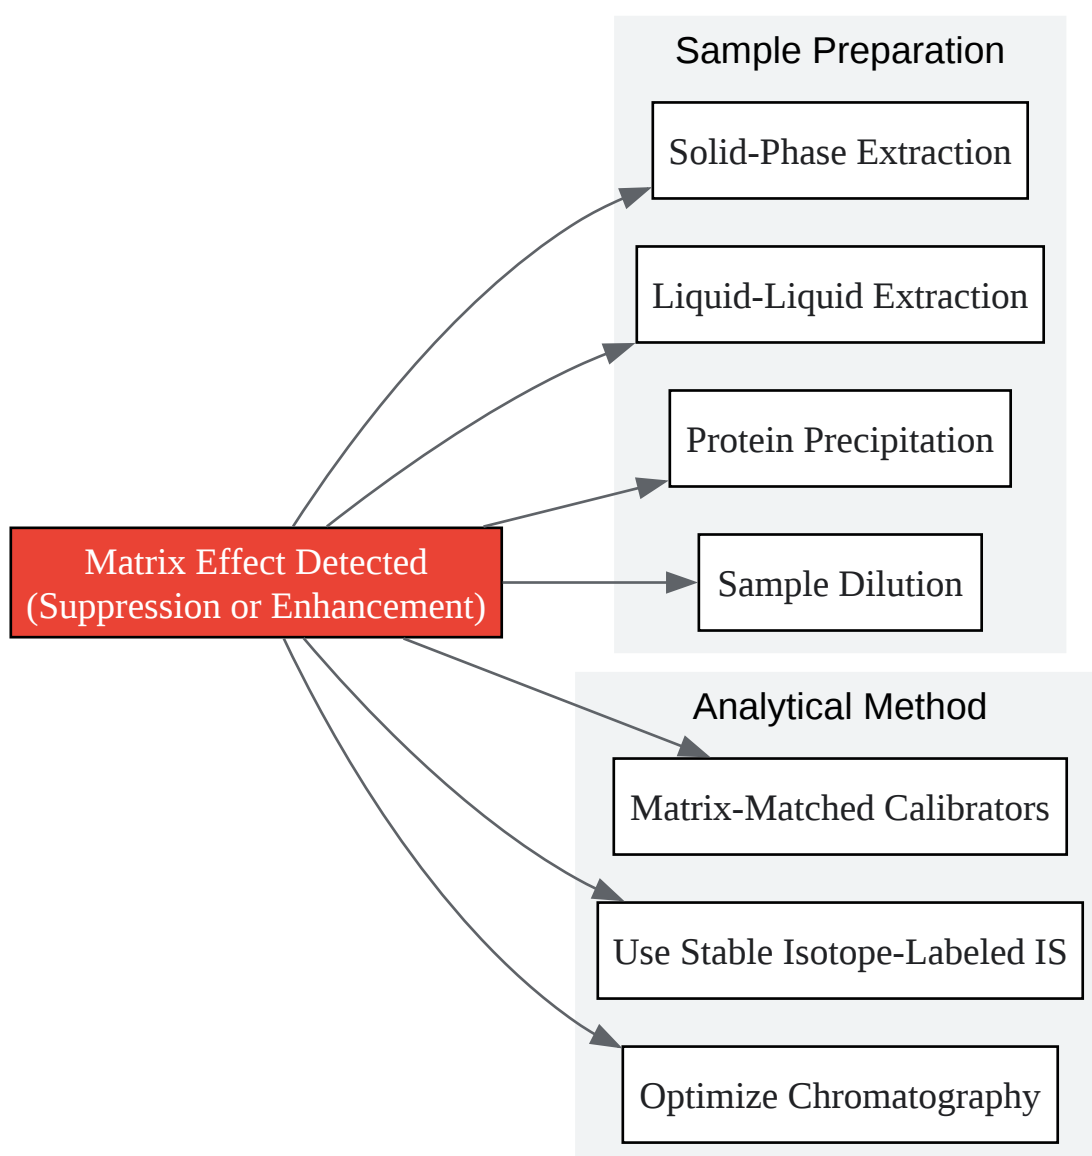 Sample Preparation
Solid-Phase Extraction
Liquid-Liquid Extraction
Protein Precipitation
Matrix Effect Detected
(Suppression or Enhancement)
Sample Dilution
Analytical Method
Matrix-Matched Calibrators
Use Stable Isotope-Labeled IS
Optimize Chromatography